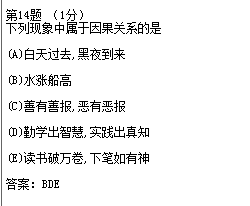 第14题 （1分）
下列现象中属于因果关系的是
(A)白天过去,黑夜到来
(B)水涨船高
(C)善有善报,恶有恶报
(D)勤学出智慧,实践出真知
(E)读书破万卷,下笔如有神
答案: BDE